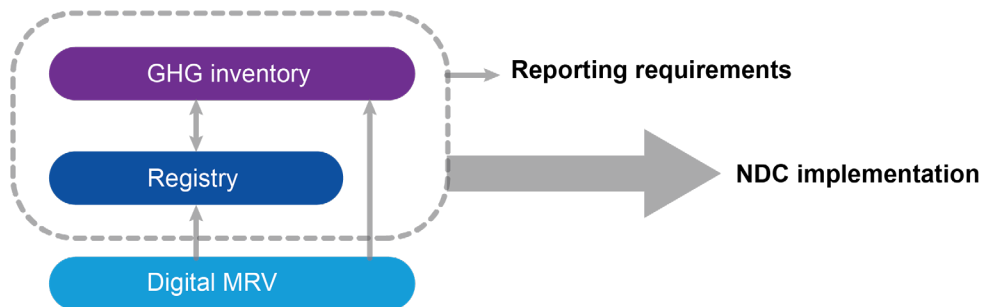 GHG inventory
Reporting requirements
Registry
NDC implementation
Digital MRV